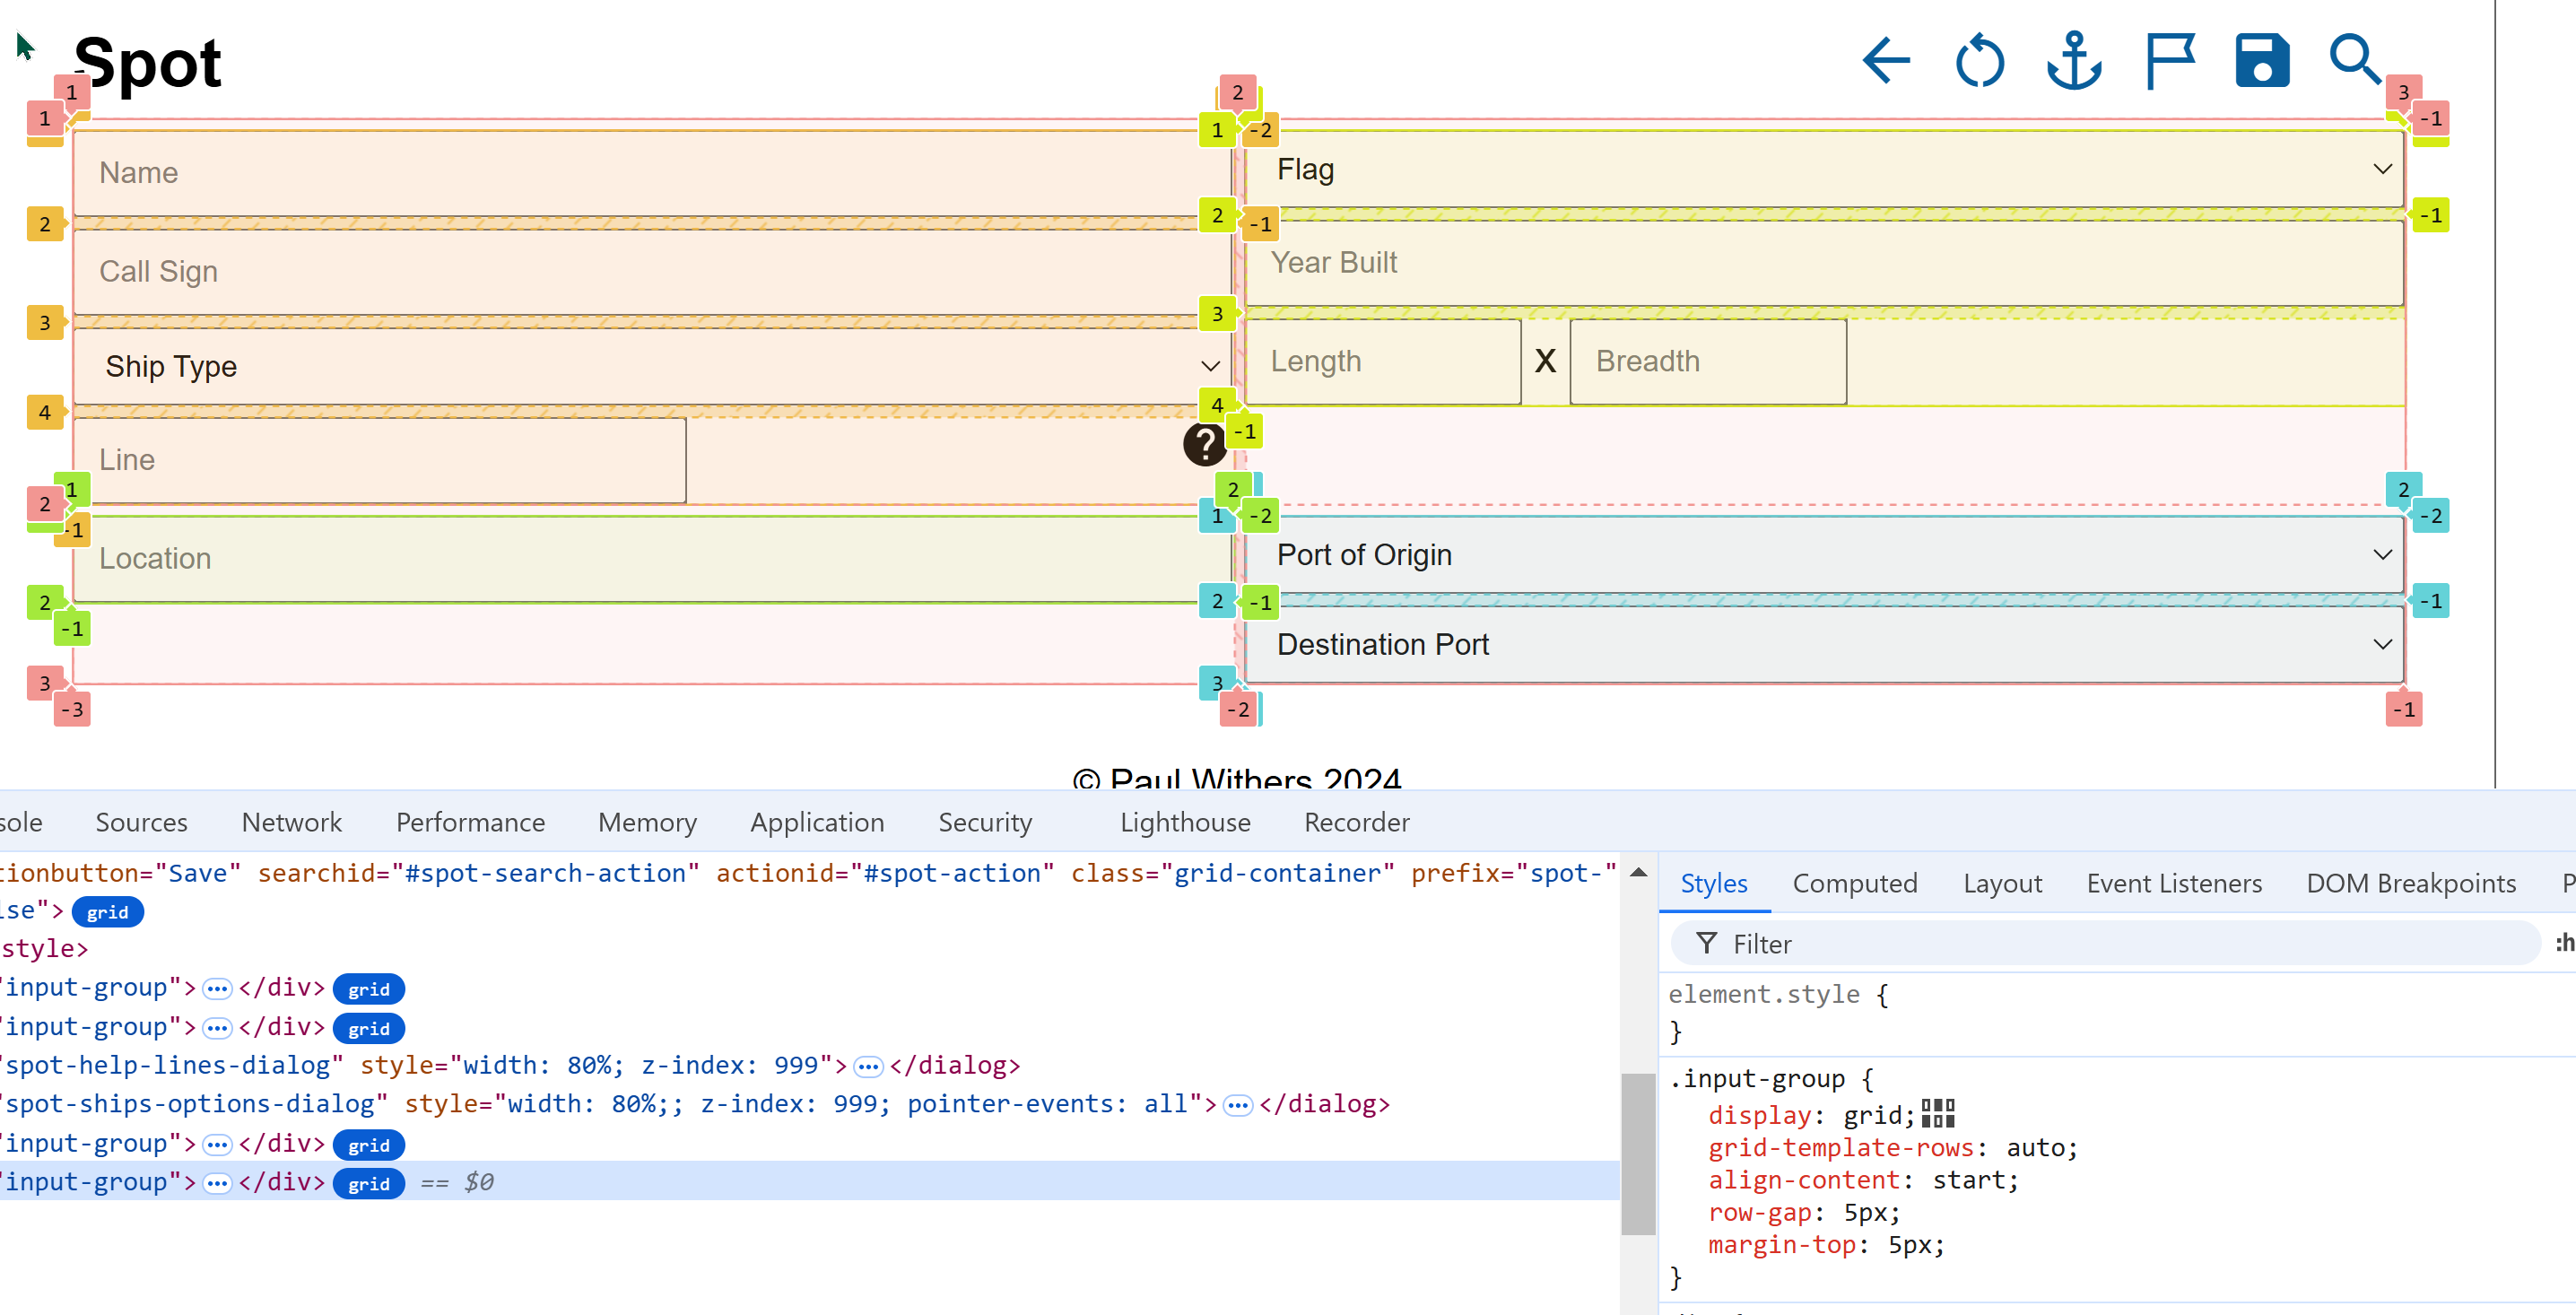 Spot
1
1
2
1
-2
3
-1
Name
Flag
2
2
-1
-1
Call Sign
Year Built
3
3
Ship Type
Length
X
Breadth
4
4
-1
Line
?
1
2
-1
2
1
-2
2
-2
Location
Port of Origin
2
-1
2
-1
-1
Destination Port
3
-3
3
-2
-1
© Paul Withers 2024
sole Sources Network Performance Memory Application Security Lighthouse Recorder
tionbutton="Save" searchid="#spot-search-action" actionid="#spot-action" class="grid-container" prefix="spot-"
lse"> grid
style>
"input-group"> ⋯ </div> grid
"input-group"> ⋯ </div> grid
"spot-help-lines-dialog" style="width: 80%; z-index: 999"> ⋯ </dialog>
"spot-ships-options-dialog" style="width: 80%;; z-index: 999; pointer-events: all"> ⋯ </dialog>
"input-group"> ⋯ </div> grid
"input-group"> ⋯ </div> grid == $0
Styles Computed Layout Event Listeners DOM Breakpoints P
Filter :h
element.style {
}
.input-group {
display: grid;
grid-template-rows: auto;
align-content: start;
row-gap: 5px;
margin-top: 5px;
}